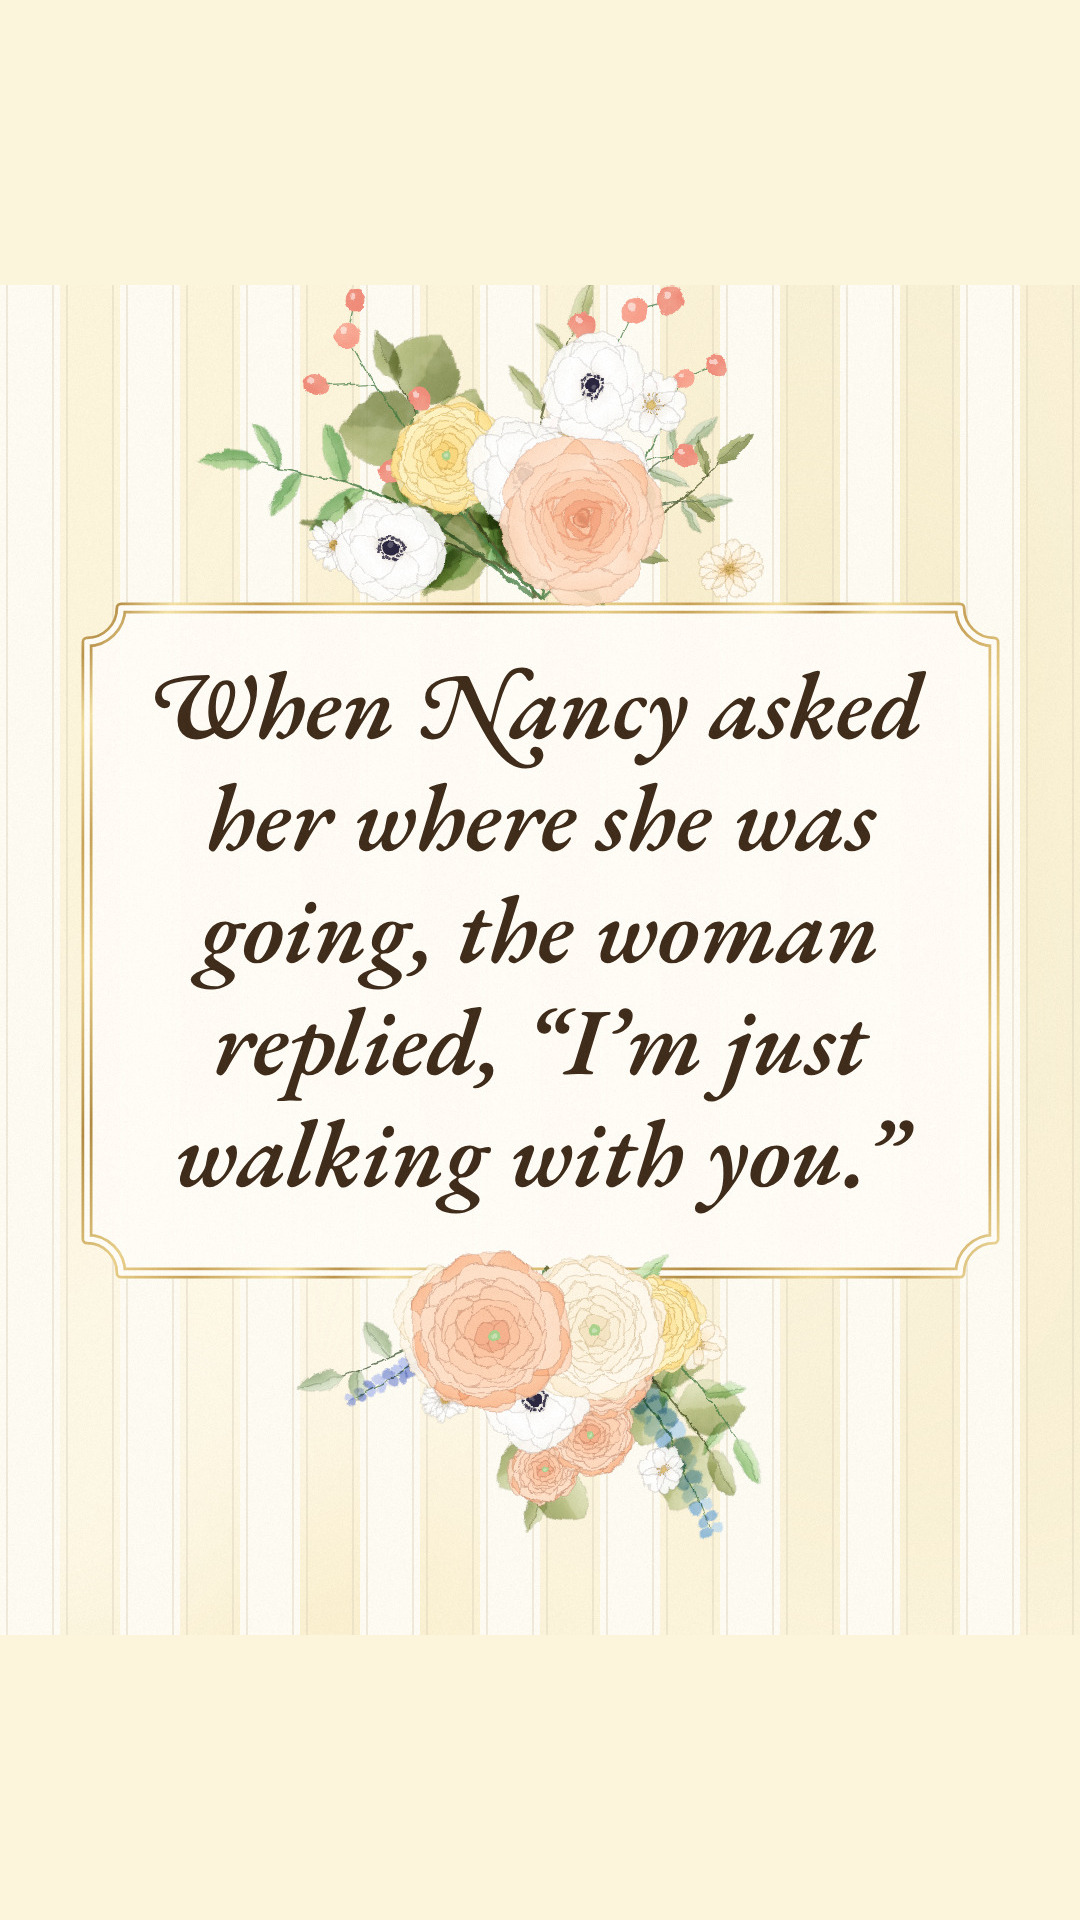 When Nancy asked
her where she was
going, the woman
replied, “I’m just
walking with you.”